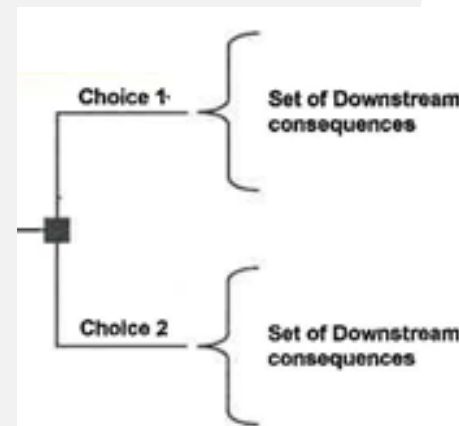 Choice 1
Set of Downstream
consequences
Choice 2
Set of Downstream
consequences